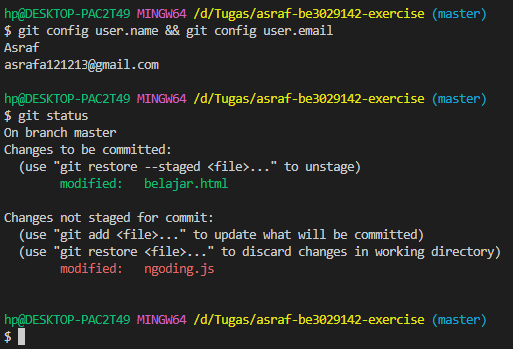 hp@DESKTOP-PAC2T49 MINGW64 /d/Tugas/asraf-be3029142-exercise (master)
$ git config user.name && git config user.email
Asraf
asrafa121213@gmail.com
hp@DESKTOP-PAC2T49 MINGW64 /d/Tugas/asraf-be3029142-exercise (master)
$ git status
On branch master
Changes to be committed:
  (use "git restore --staged <file>..." to unstage)
        modified:   belajar.html
Changes not staged for commit:
  (use "git add <file>..." to update what will be committed)
  (use "git restore <file>..." to discard changes in working directory)
        modified:   ngoding.js
hp@DESKTOP-PAC2T49 MINGW64 /d/Tugas/asraf-be3029142-exercise (master)
$